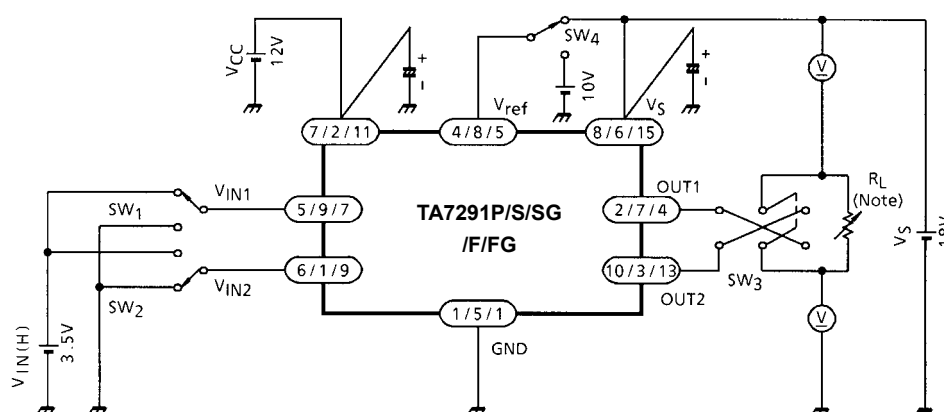 VCC
12V
+
-
SW4
Vref
10V
VS
+
-
V
7/2/11
4/8/5
8/6/15
VIN1
SW1
5/9/7
TA7291P/S/SG
/F/FG
OUT1
2/7/4
RL
(Note)
VS
18V
VIN2
SW2
6/1/9
10/3/13
OUT2
SW3
VIN(H)
3.5V
1/5/1
GND
V